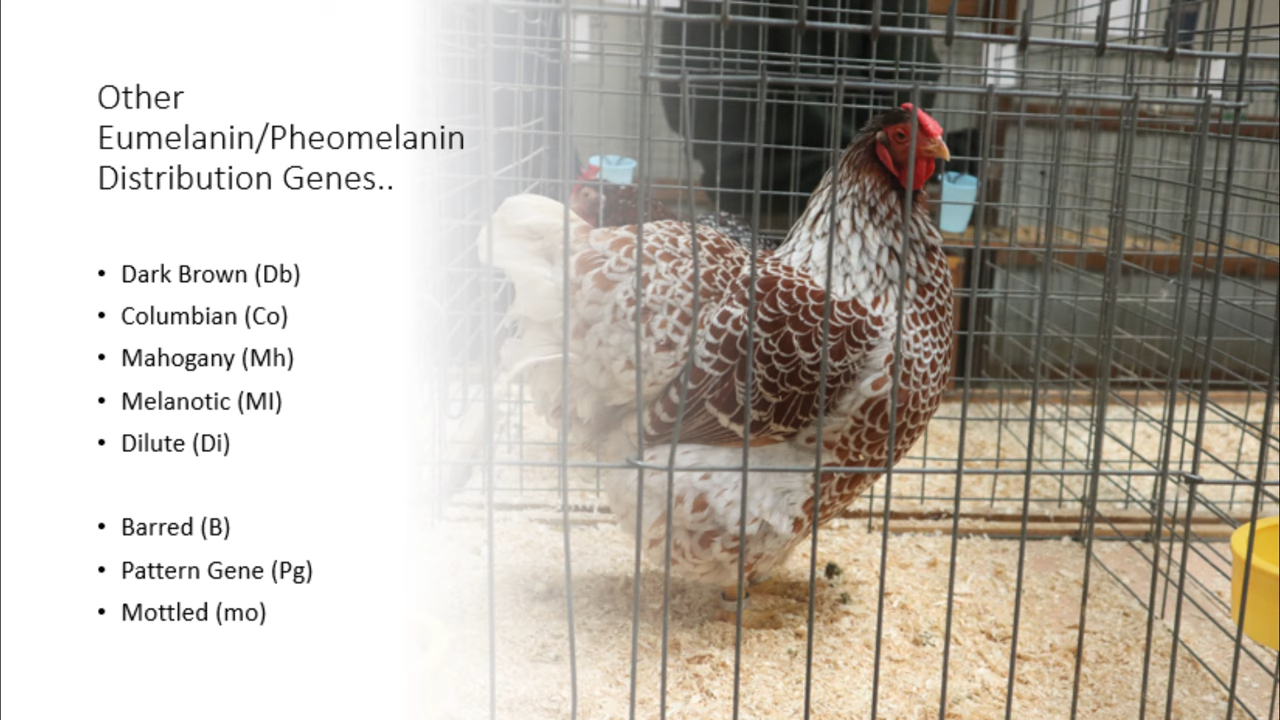 Other
Eumelanin/Pheomelanin
Distribution Genes..
• Dark Brown (Db)
• Columbian (Co)
• Mahogany (Mh)
• Melanotic (Ml)
• Dilute (Di)
• Barred (B)
• Pattern Gene (Pg)
• Mottled (mo)